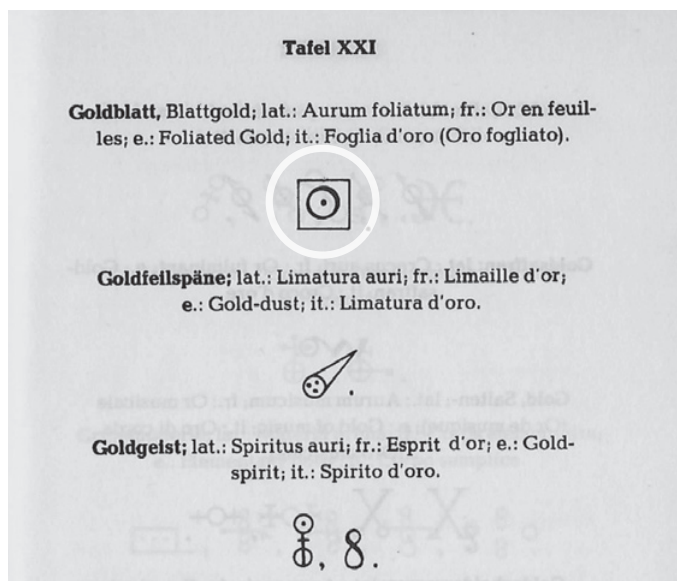 Tafel XXI
Goldblatt, Blattgold; lat.: Aurum foliatum; fr.: Or en feuil-
les; e.: Foliated Gold; it.: Foglia d'oro (Oro fogliato).
Goldfeilspäne; lat.: Limatura auri; fr.: Limaille d'or;
e.: Gold-dust; it.: Limatura d'oro.
Goldgeist; lat.: Spiritus auri; fr.: Esprit d'or; e.: Gold-
spirit; it.: Spirito d'oro.